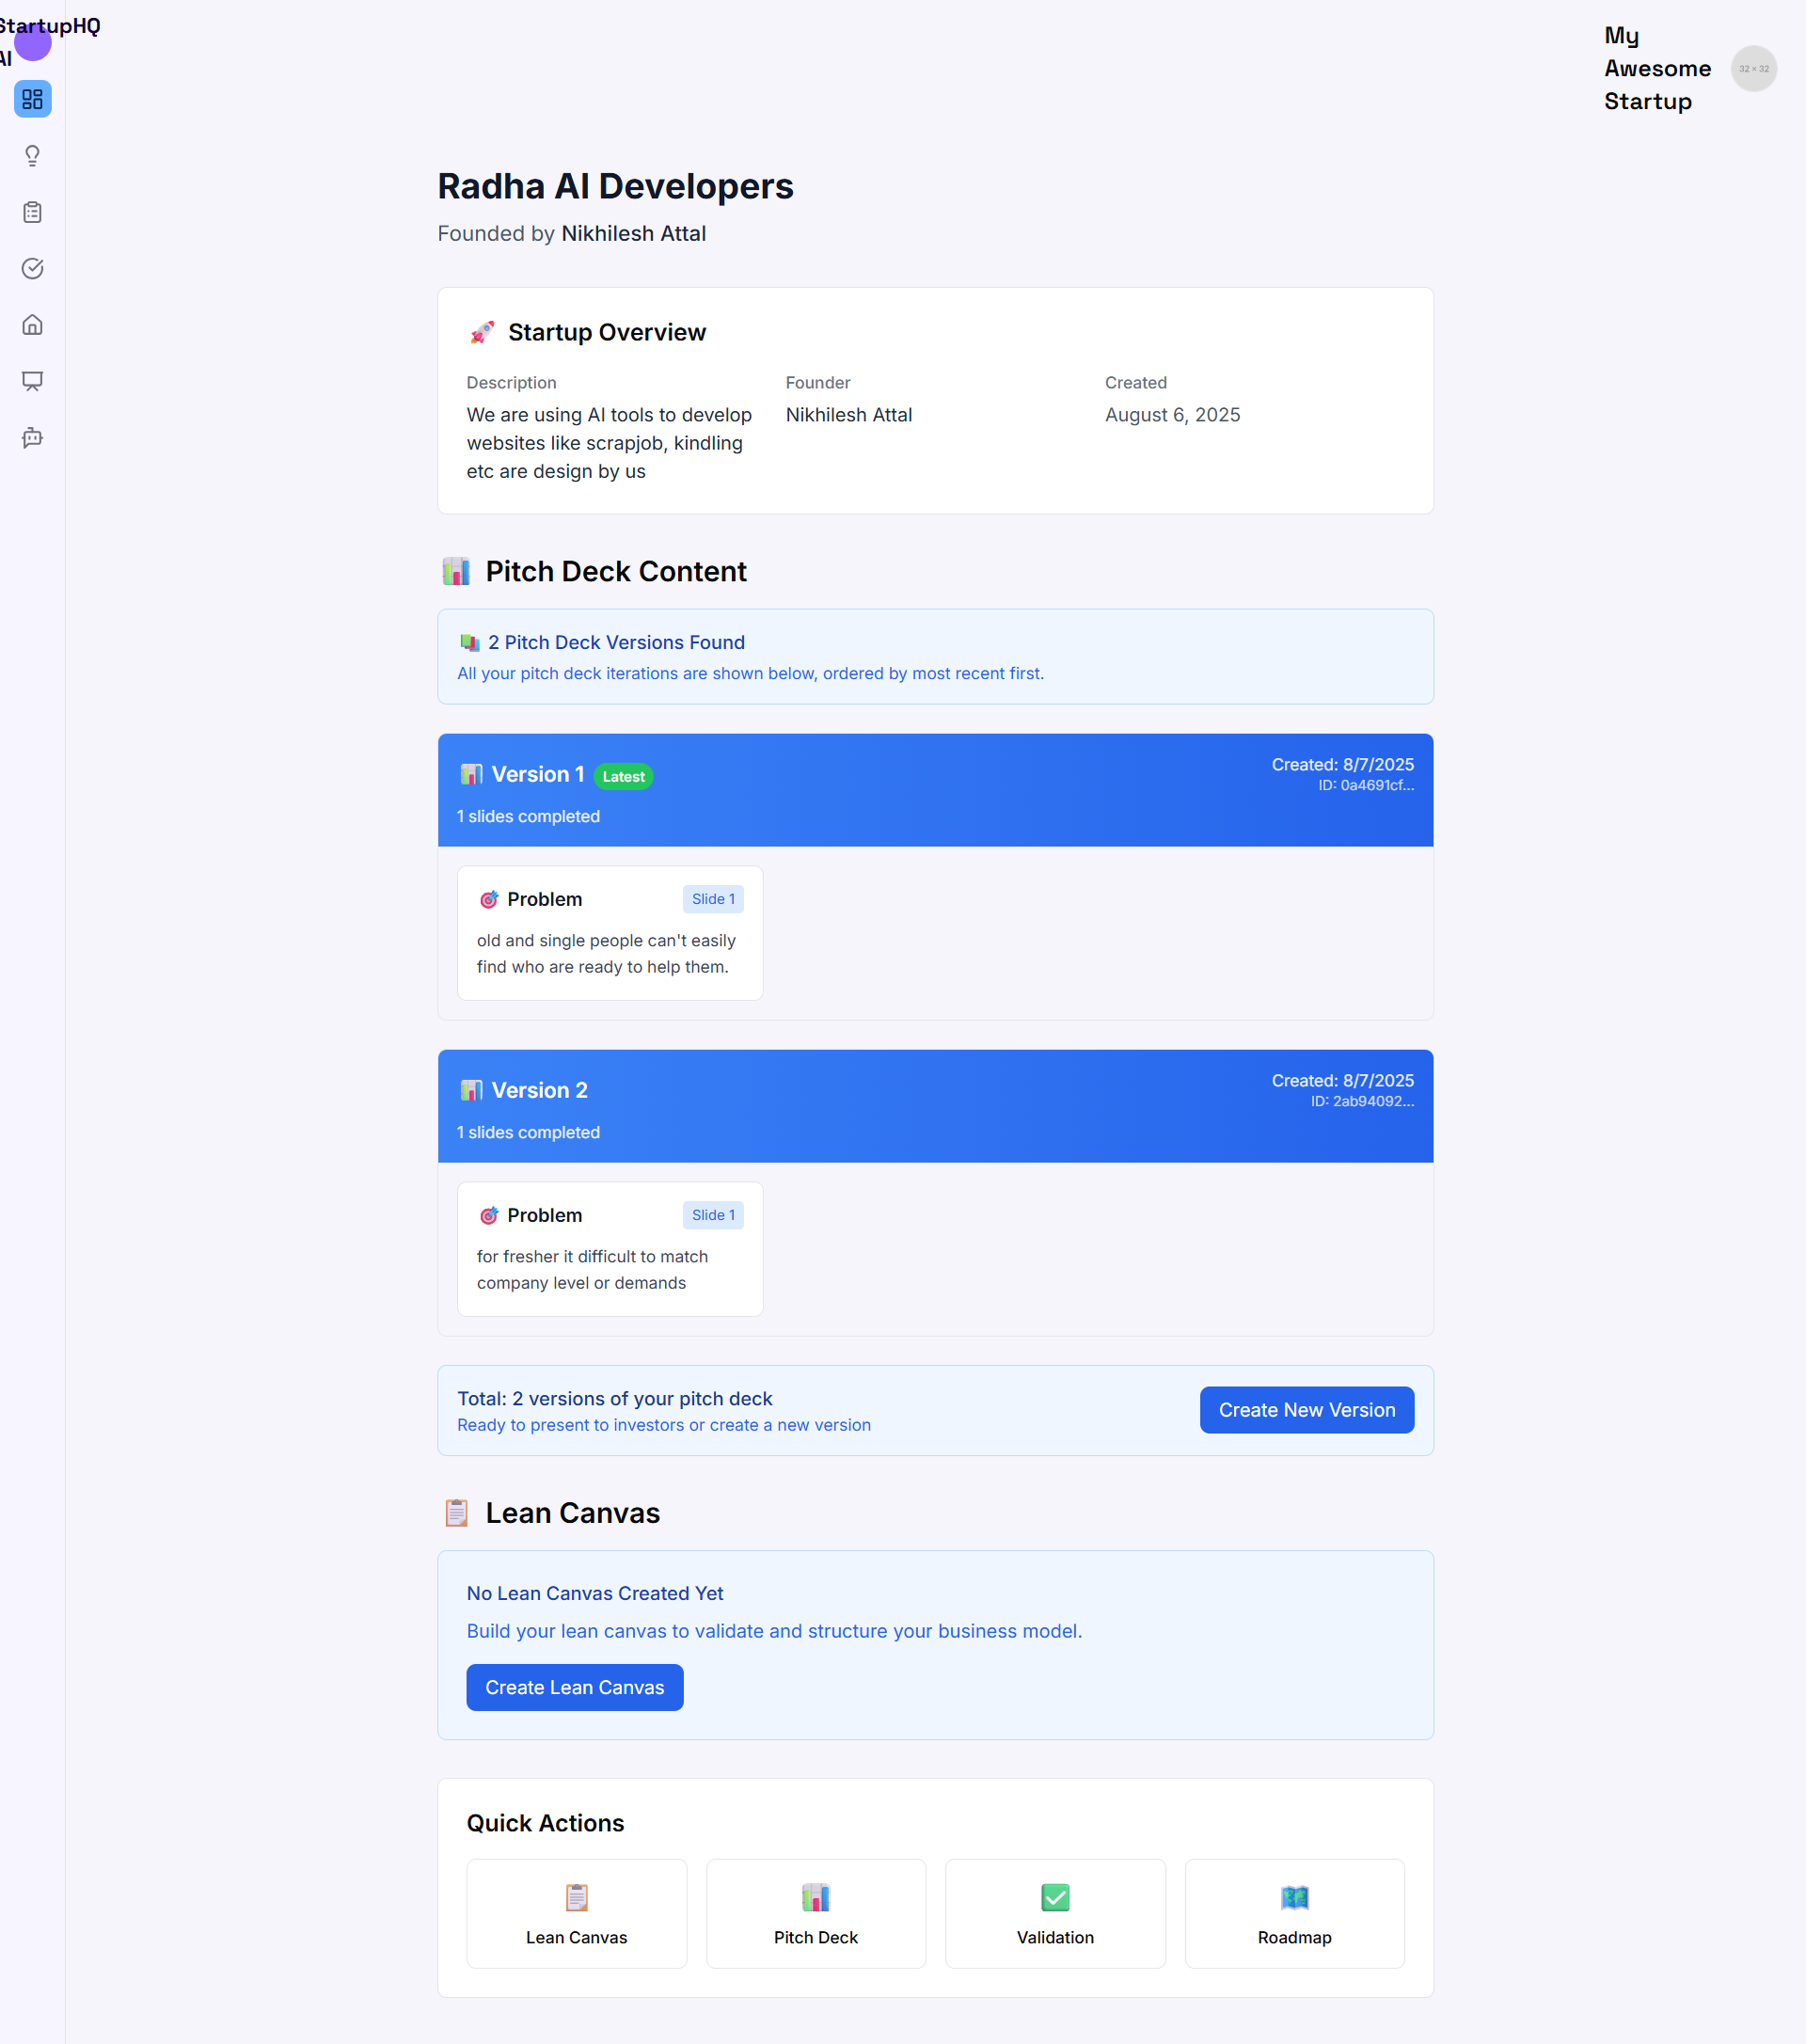 StartupHQ
AI
My
Awesome
Startup
32 × 32
Radha AI Developers
Founded by Nikhilesh Attal
Startup Overview
Description
We are using AI tools to develop
websites like scrapjob, kindling
etc are design by us
Founder
Nikhilesh Attal
Created
August 6, 2025
Pitch Deck Content
2 Pitch Deck Versions Found
All your pitch deck iterations are shown below, ordered by most recent first.
Version 1 Latest
1 slides completed
Created: 8/7/2025
ID: 0a4691cf...
Problem
Slide 1
old and single people can't easily
find who are ready to help them.
Version 2
1 slides completed
Created: 8/7/2025
ID: 2ab94092...
Problem
Slide 1
for fresher it difficult to match
company level or demands
Total: 2 versions of your pitch deck
Ready to present to investors or create a new version
Create New Version
Lean Canvas
No Lean Canvas Created Yet
Build your lean canvas to validate and structure your business model.
Create Lean Canvas
Quick Actions
Lean Canvas
Pitch Deck
Validation
Roadmap